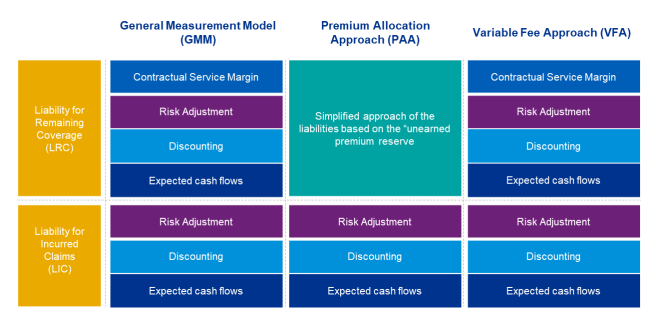 General Measurement Model
(GMM)
Premium Allocation
Approach (PAA)
Variable Fee Approach (VFA)
Liability for
Remaining
Coverage
(LRC)
Contractual Service Margin
Risk Adjustment
Discounting
Expected cash flows
Simplified approach of the
liabilities based on the “unearned
premium reserve
Contractual Service Margin
Risk Adjustment
Discounting
Expected cash flows
Liability for
Incurred
Claims
(LIC)
Risk Adjustment
Discounting
Expected cash flows
Risk Adjustment
Discounting
Expected cash flows
Risk Adjustment
Discounting
Expected cash flows